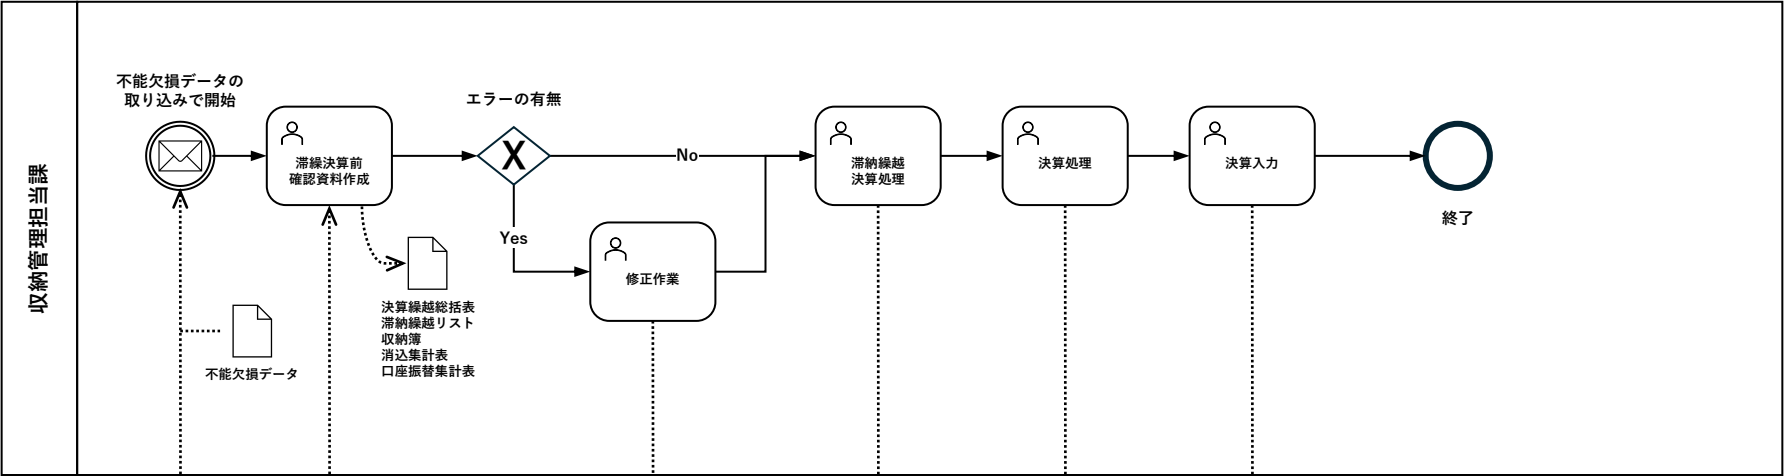 収納管理担当課
不能欠損データの
取り込みで開始
滞繰決算前
確認資料作成
エラーの有無
X
No
Yes
修正作業
滞納繰越
決算処理
決算処理
決算入力
終了
決算繰越総括表
滞納繰越リスト
収納簿
消込集計表
口座振替集計表
不能欠損データ